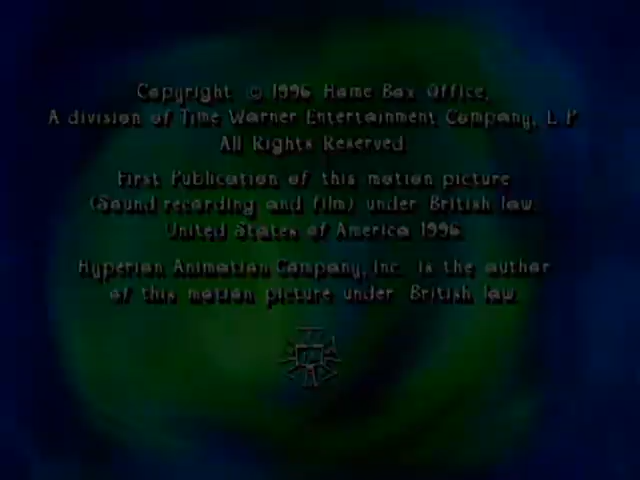 Copyright © 1996 Home Box Office,
A division of Time Warner Entertainment Company, L.P.
All Rights Reserved.
First Publication of this motion picture
(Sound recording and film) under British law.
United States of America 1996.
Hyperion Animation Company, Inc. is the author
of this motion picture under British law.